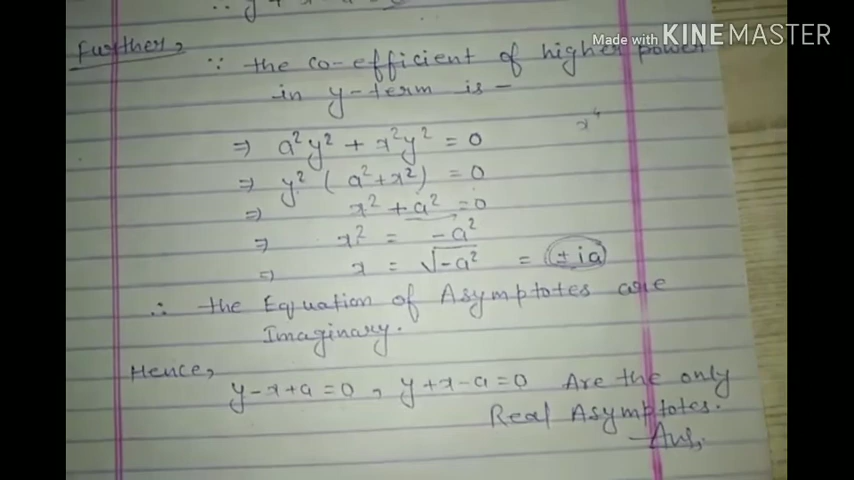 ∴ y + x - a = 0
Made with KINEMASTER
Further,
∵ the co-efficient of higher power
in y-term is -
x⁴
⇒ a²y² + x²y² = 0
⇒ y² (a² + x²) = 0
⇒ x² + a² = 0
⇒ x² = -a²
⇒ x = √-a² = ±ia
∴ the Equation of Asymptotes are
Imaginary.
Hence,
y-x+a=0, y+x-a=0 Are the only
Real Asymptotes.
-Ans.